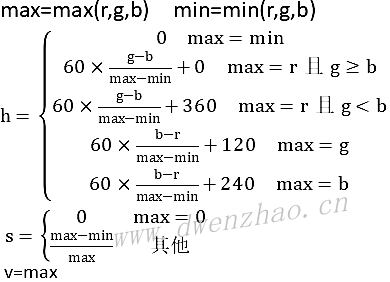 max=max(r,g,b) min=min(r,g,b)
0 max = min
60 × g−b/max−min + 0 max = r 且 g ≥ b
h = { 60 × g−b/max−min + 360 max = r 且 g < b
60 × b−r/max−min + 120 max = g
60 × b−r/max−min + 240 max = b
s = { 0 max = 0
max−min/max 其他
www.dwenzhao.cn
v=max